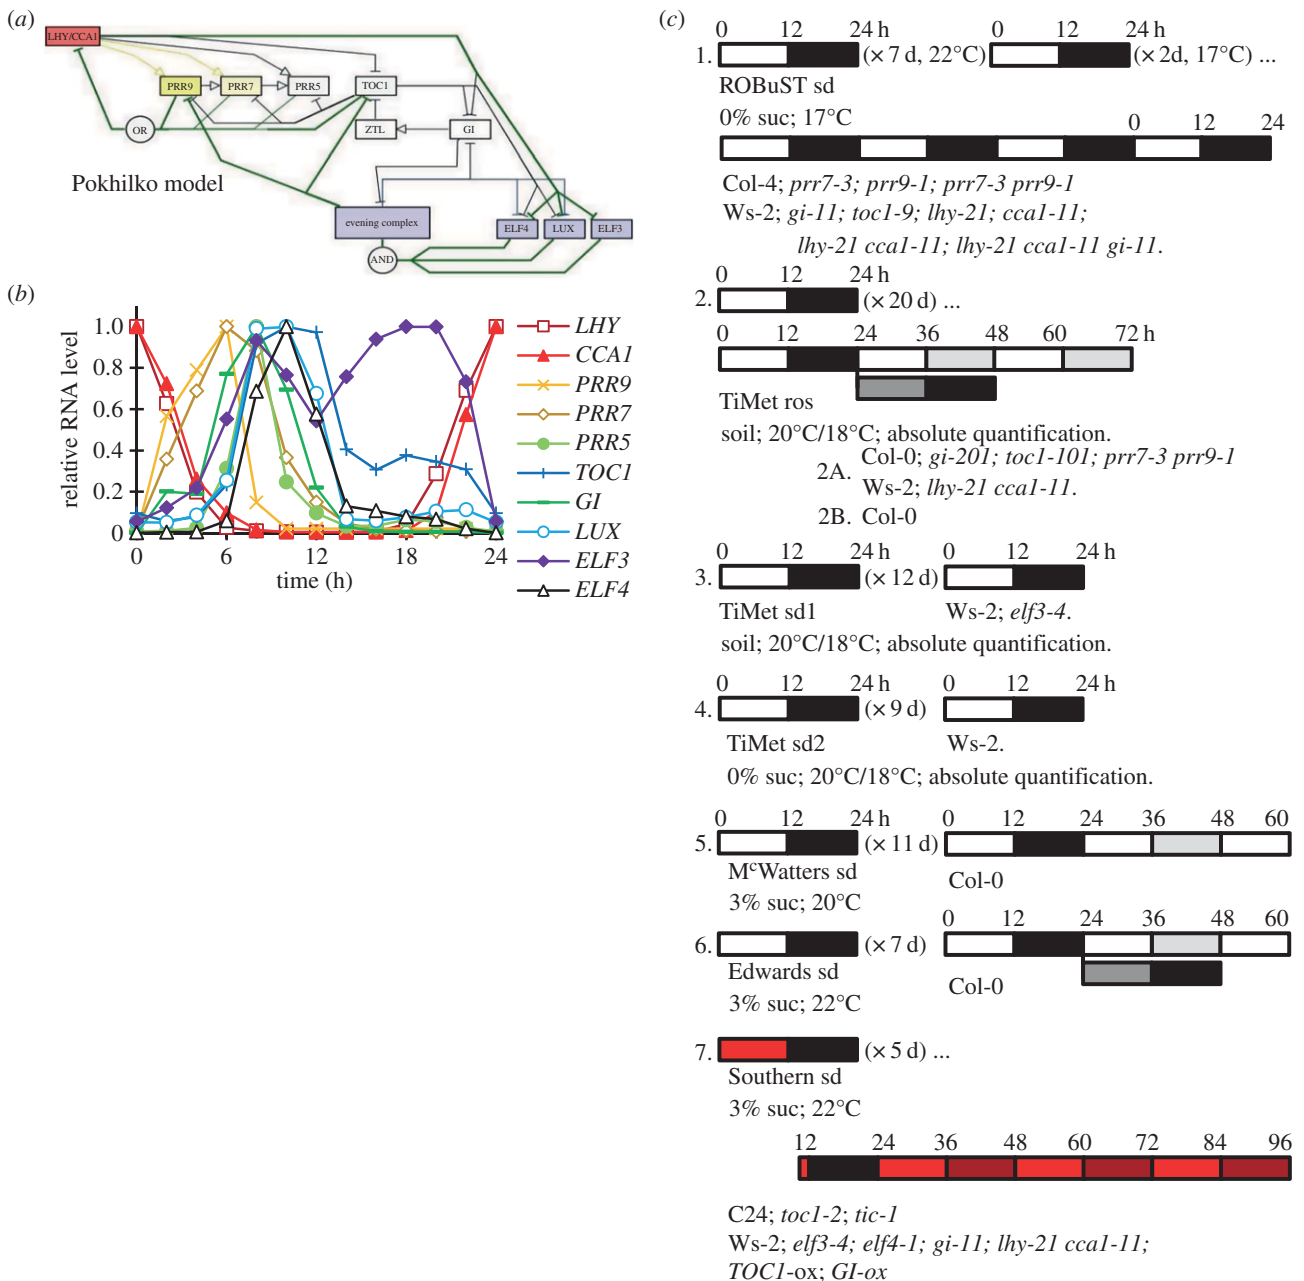 (a)
LHY/CCA1
PRR9
PRR7
PRR5
TOC1
OR
ZTL
GI
Pokhilko model
evening complex
ELF4
LUX
ELF3
AND
(b)
relative RNA level
1.0
0.8
0.6
0.4
0.2
0
0 6 12 18 24
time (h)
LHY
CCA1
PRR9
PRR7
PRR5
TOC1
GI
LUX
ELF3
ELF4
(c)
0 12 24 h 0 12 24 h
1. (× 7 d, 22°C) (× 2d, 17°C) ...
ROBuST sd
0% suc; 17°C
0 12 24
Col-4; prr7-3; prr9-1; prr7-3 prr9-1
Ws-2; gi-11; toc1-9; lhy-21; cca1-11;
lhy-21 cca1-11; lhy-21 cca1-11 gi-11.
0 12 24 h
2. (× 20 d) ...
0 12 24 36 48 60 72 h
TiMet ros
soil; 20°C/18°C; absolute quantification.
2A. Col-0; gi-201; toc1-101; prr7-3 prr9-1
Ws-2; lhy-21 cca1-11.
2B. Col-0
0 12 24 h 0 12 24 h
3. (× 12 d)
TiMet sd1 Ws-2; elf3-4.
soil; 20°C/18°C; absolute quantification.
0 12 24 h 0 12 24 h
4. (× 9 d)
TiMet sd2 Ws-2.
0% suc; 20°C/18°C; absolute quantification.
0 12 24 h 0 12 24 36 48 60
5. (× 11 d)
McWatters sd Col-0
3% suc; 20°C
0 12 24 36 48 60
6. (× 7 d)
Edwards sd Col-0
3% suc; 22°C
7. (× 5 d) ...
Southern sd
3% suc; 22°C
12 24 36 48 60 72 84 96
C24; toc1-2; tic-1
Ws-2; elf3-4; elf4-1; gi-11; lhy-21 cca1-11;
TOC1-ox; GI-ox